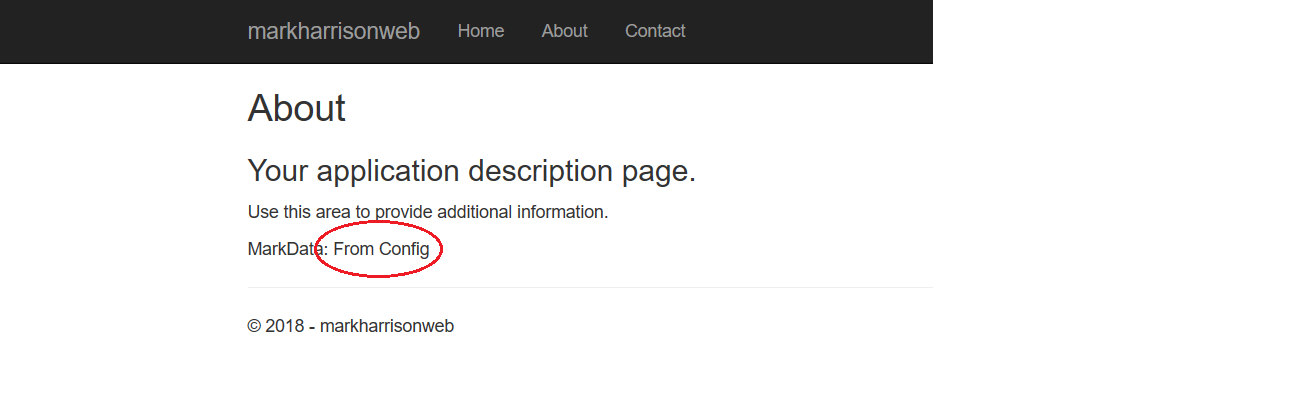 markharrisonweb Home About Contact
About
Your application description page.
Use this area to provide additional information.
MarkData: From Config
© 2018 - markharrisonweb